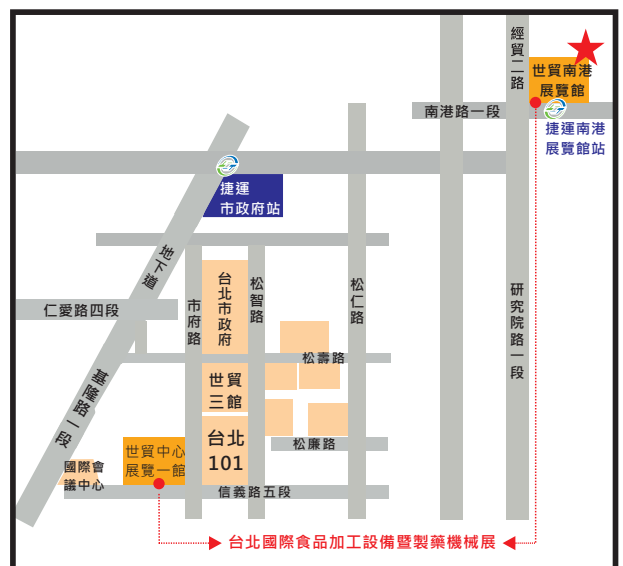 經貿二路
世貿南港
展覽館
南港路一段
捷運南港
展覽館站
捷運
市政府站
地下道
台北市政府
松智路
松仁路
市府路
仁愛路四段
研究院路一段
松壽路
世貿
三館
基隆路一段
台北
101
松廉路
世貿中心
展覽一館
國際會
議中心
信義路五段
台北國際食品加工設備暨製藥機械展